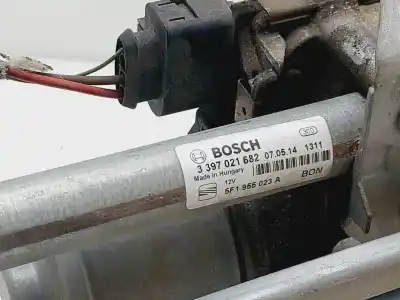 BOSCH
3 397 021 682 07.05.14 1311
Made in Hungary
12V
5F1 955 023 A BON